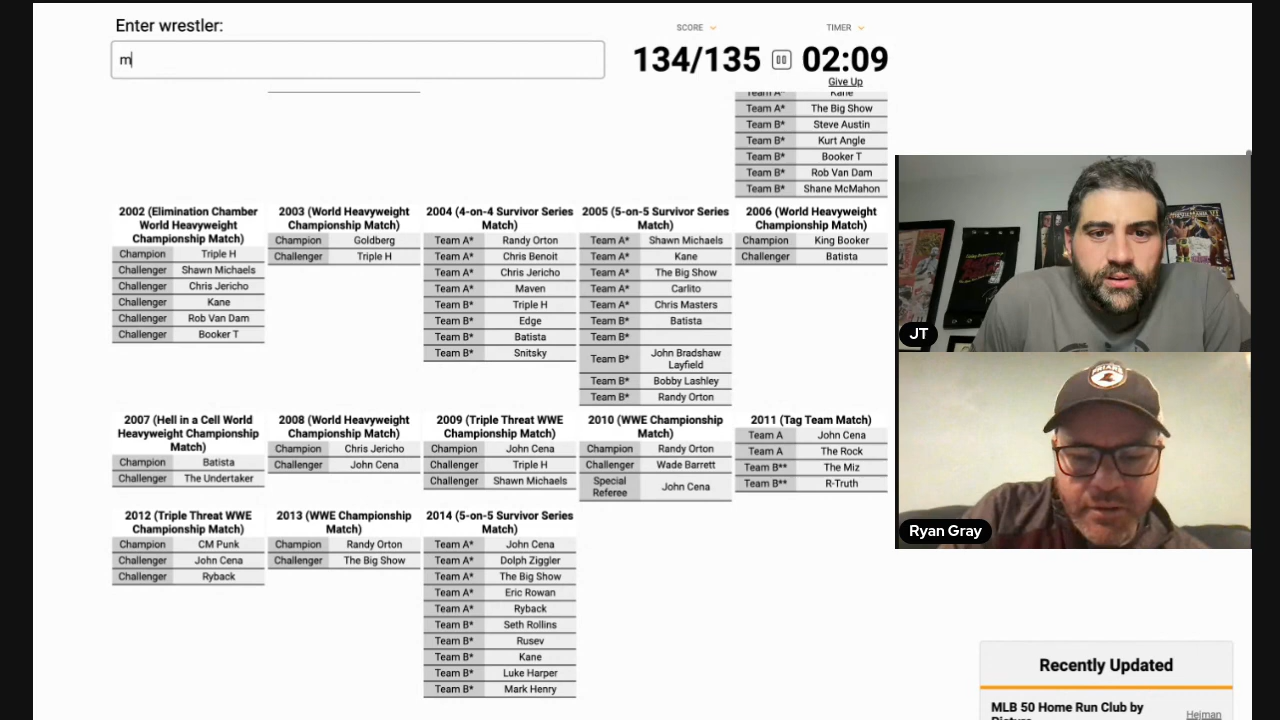 Enter wrestler:
m
SCORE
134/135
TIMER
02:09
Give Up
Team A* Kane
Team A* The Big Show
Team B* Steve Austin
Team B* Kurt Angle
Team B* Booker T
Team B* Rob Van Dam
Team B* Shane McMahon
2002 (Elimination Chamber
World Heavyweight
Championship Match)
Champion Triple H
Challenger Shawn Michaels
Challenger Chris Jericho
Challenger Kane
Challenger Rob Van Dam
Challenger Booker T
2003 (World Heavyweight
Championship Match)
Champion Goldberg
Challenger Triple H
2004 (4-on-4 Survivor Series
Match)
Team A* Randy Orton
Team A* Chris Benoit
Team A* Chris Jericho
Team A* Maven
Team B* Triple H
Team B* Edge
Team B* Batista
Team B* Snitsky
2005 (5-on-5 Survivor Series
Match)
Team A* Shawn Michaels
Team A* Kane
Team A* The Big Show
Team A* Carlito
Team A* Chris Masters
Team B* Batista
Team B*
Team B* John Bradshaw
Layfield
Team B* Bobby Lashley
Team B* Randy Orton
2006 (World Heavyweight
Championship Match)
Champion King Booker
Challenger Batista
2007 (Hell in a Cell World
Heavyweight Championship
Match)
Champion Batista
Challenger The Undertaker
2008 (World Heavyweight
Championship Match)
Champion Chris Jericho
Challenger John Cena
2009 (Triple Threat WWE
Championship Match)
Champion John Cena
Challenger Triple H
Challenger Shawn Michaels
2010 (WWE Championship
Match)
Champion Randy Orton
Challenger Wade Barrett
Special
Referee John Cena
2011 (Tag Team Match)
Team A John Cena
Team A The Rock
Team B** The Miz
Team B** R-Truth
2012 (Triple Threat WWE
Championship Match)
Champion CM Punk
Challenger John Cena
Challenger Ryback
2013 (WWE Championship
Match)
Champion Randy Orton
Challenger The Big Show
2014 (5-on-5 Survivor Series
Match)
Team A* John Cena
Team A* Dolph Ziggler
Team A* The Big Show
Team A* Eric Rowan
Team A* Ryback
Team B* Seth Rollins
Team B* Rusev
Team B* Kane
Team B* Luke Harper
Team B* Mark Henry
JT
Ryan Gray
Recently Updated
MLB 50 Home Run Club by
Hejman